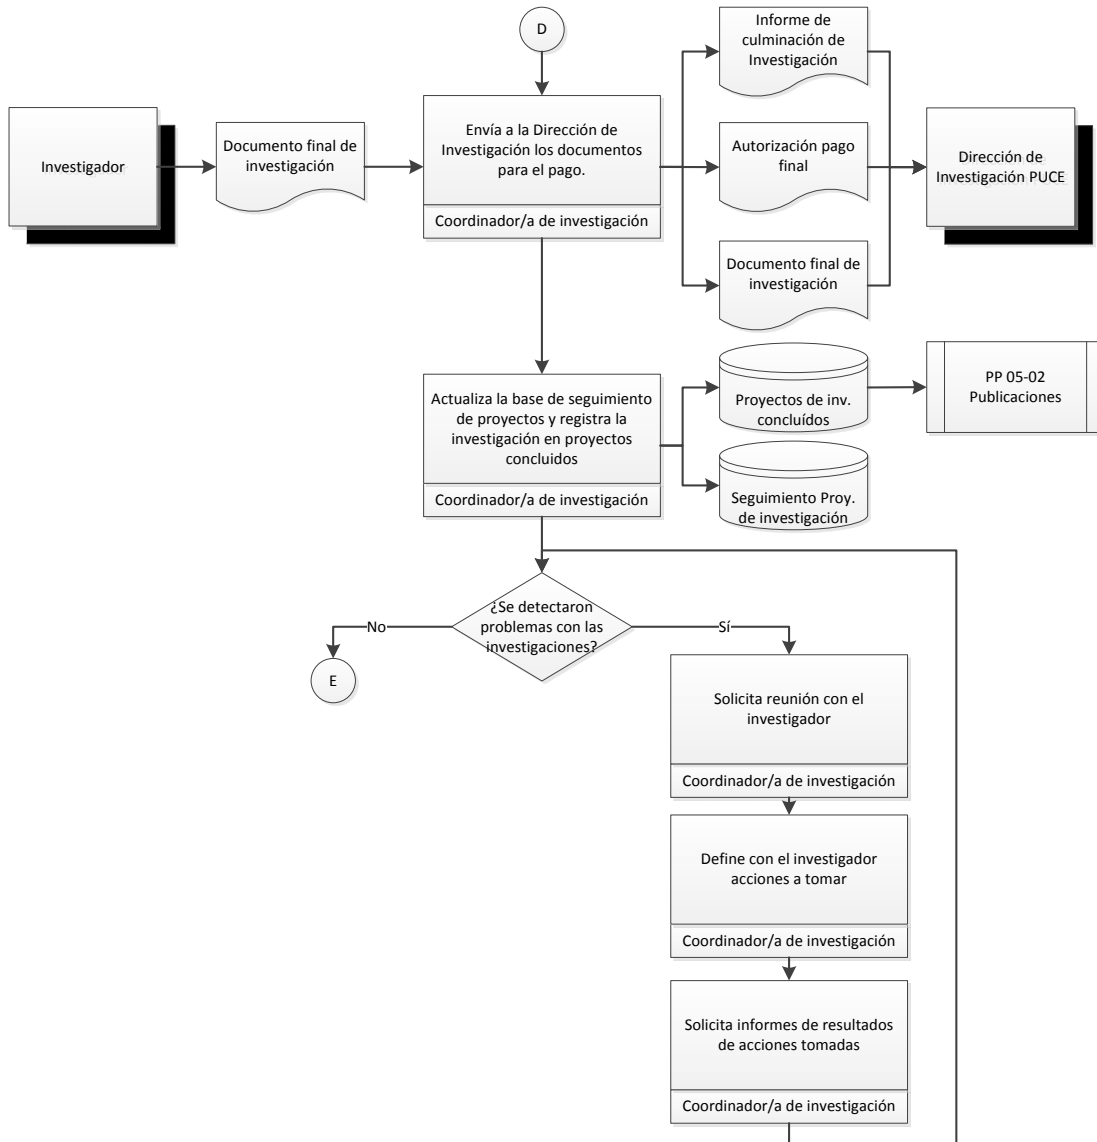 D
Informe de
culminación de
Investigación
Investigador
Documento final de
investigación
Envía a la Dirección de
Investigación los documentos
para el pago.
Coordinador/a de investigación
Autorización pago
final
Dirección de
Investigación PUCE
Documento final de
investigación
Actualiza la base de seguimiento
de proyectos y registra la
investigación en proyectos
concluidos
Coordinador/a de investigación
Proyectos de inv.
concluídos
PP 05-02
Publicaciones
Seguimiento Proy.
de investigación
¿Se detectaron
problemas con las
investigaciones?
No
Sí
E
Solicita reunión con el
investigador
Coordinador/a de investigación
Define con el investigador
acciones a tomar
Coordinador/a de investigación
Solicita informes de resultados
de acciones tomadas
Coordinador/a de investigación